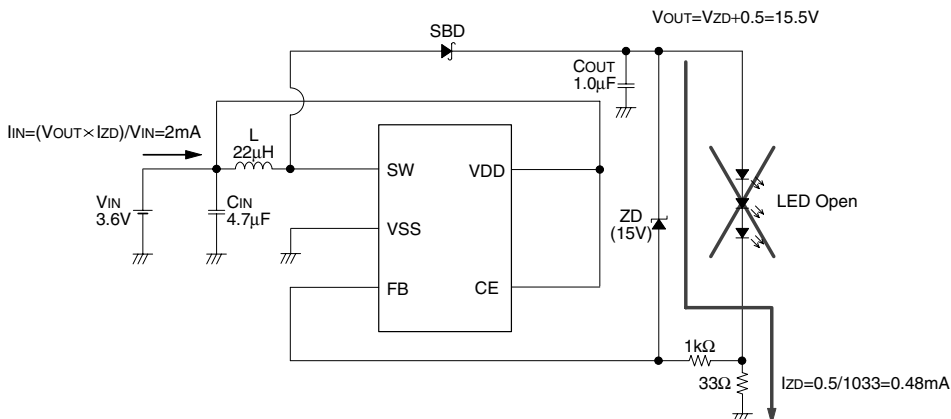 VOUT=VZD+0.5=15.5V
SBD
COUT
1.0µF
IIN=(VOUT×IZD)/VIN=2mA
L
22µH
SW
VDD
VIN
3.6V
CIN
4.7µF
ZD
(15V)
LED Open
VSS
FB
CE
1kΩ
33Ω
IZD=0.5/1033=0.48mA